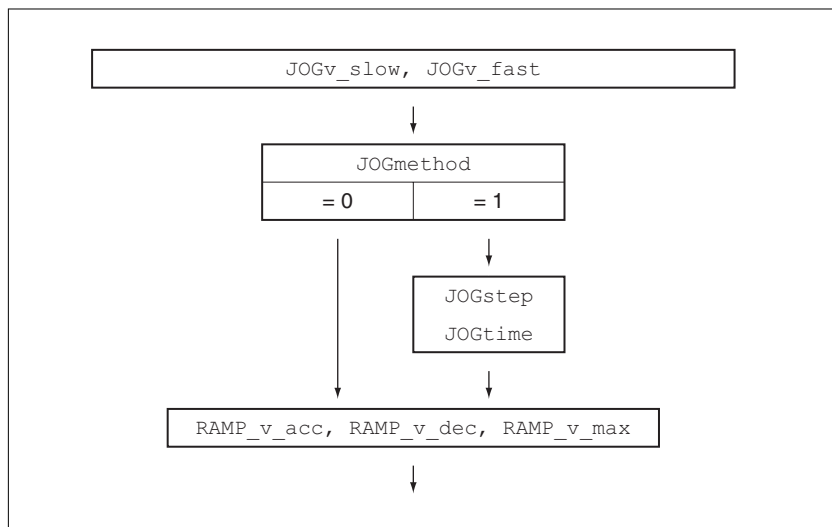 JOGv_slow, JOGv_fast
JOGmethod
= 0 = 1
JOGstep
JOGtime
RAMP_v_acc, RAMP_v_dec, RAMP_v_max